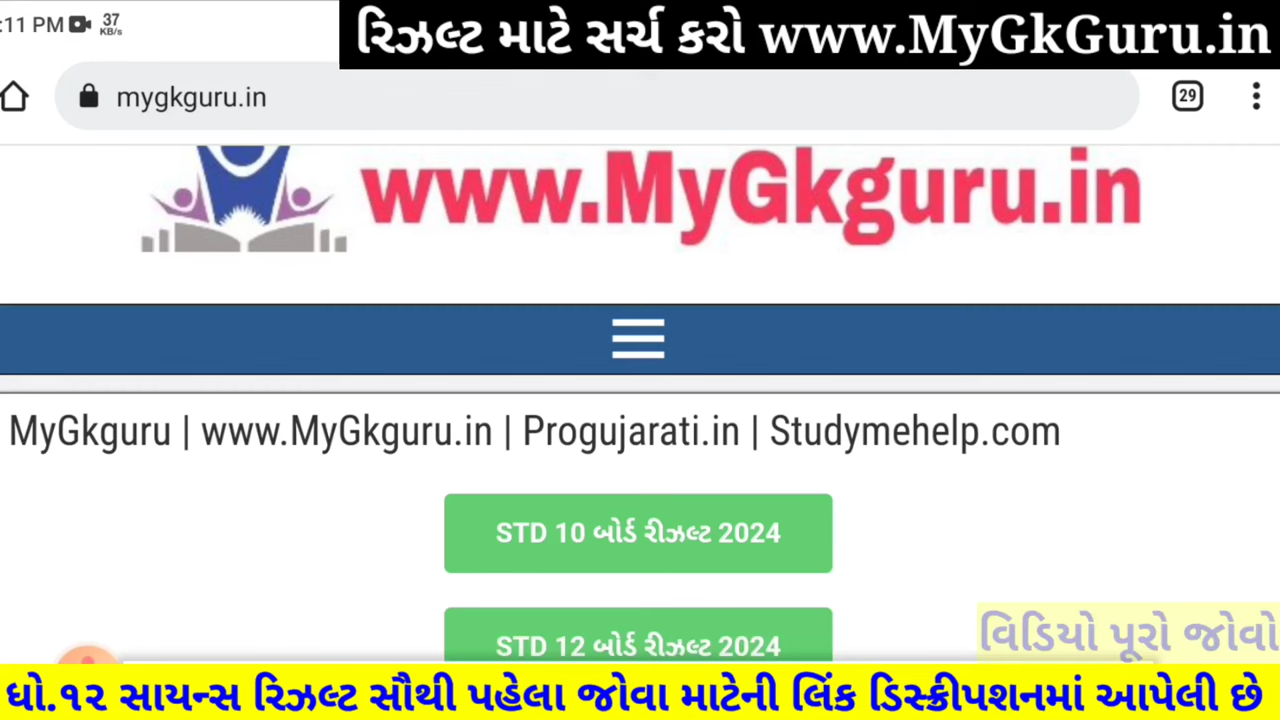 :11 PM 37 KB/s
રિઝલ્ટ માટે સર્ચ કરો www.MyGkGuru.in
mygkguru.in 29
www.MyGkguru.in
MyGkguru | www.MyGkguru.in | Progujarati.in | Studymehelp.com
STD 10 બોર્ડ રીઝલ્ટ 2024
STD 12 બોર્ડ રીઝલ્ટ 2024
વિડિયો પૂરો જોવો
ધો.૧૨ સાયન્સ રિઝલ્ટ સૌથી પહેલા જોવા માટેની લિંક ડિસ્ક્રીપશનમાં આપેલી છે